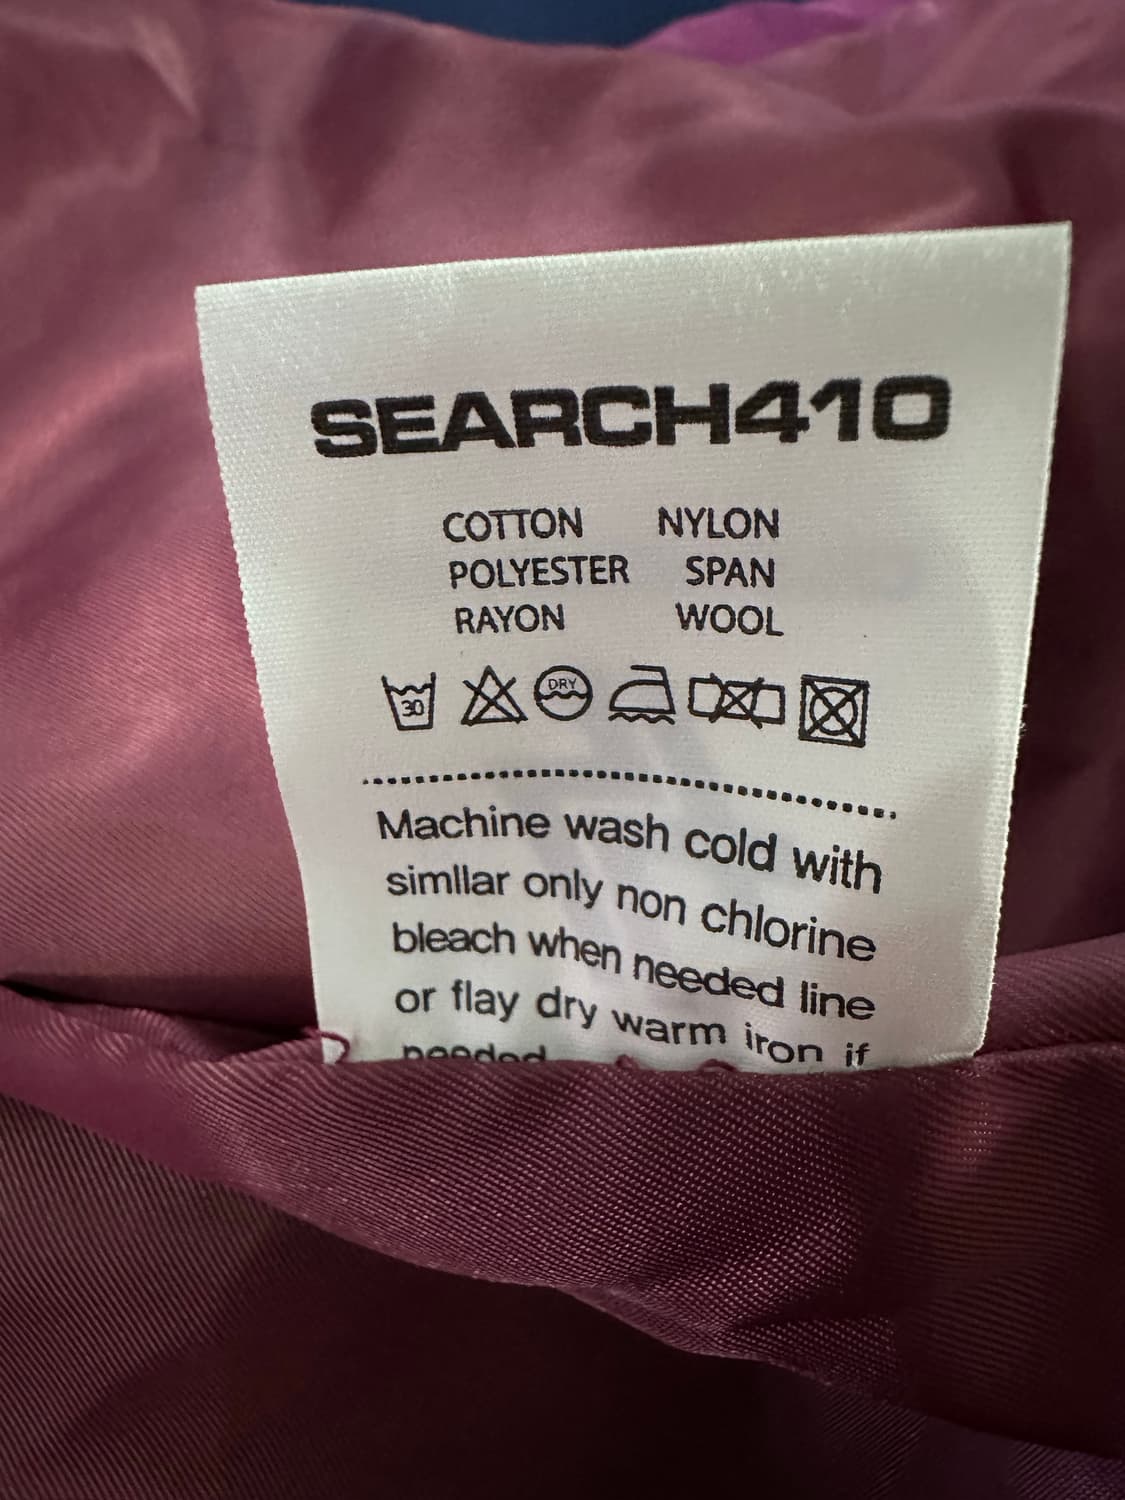 SEARCH410
COTTON NYLON
POLYESTER SPAN
RAYON WOOL
30 DRY
Machine wash cold with
simllar only non chlorine
bleach when needed line
or flay dry warm iron if
needed